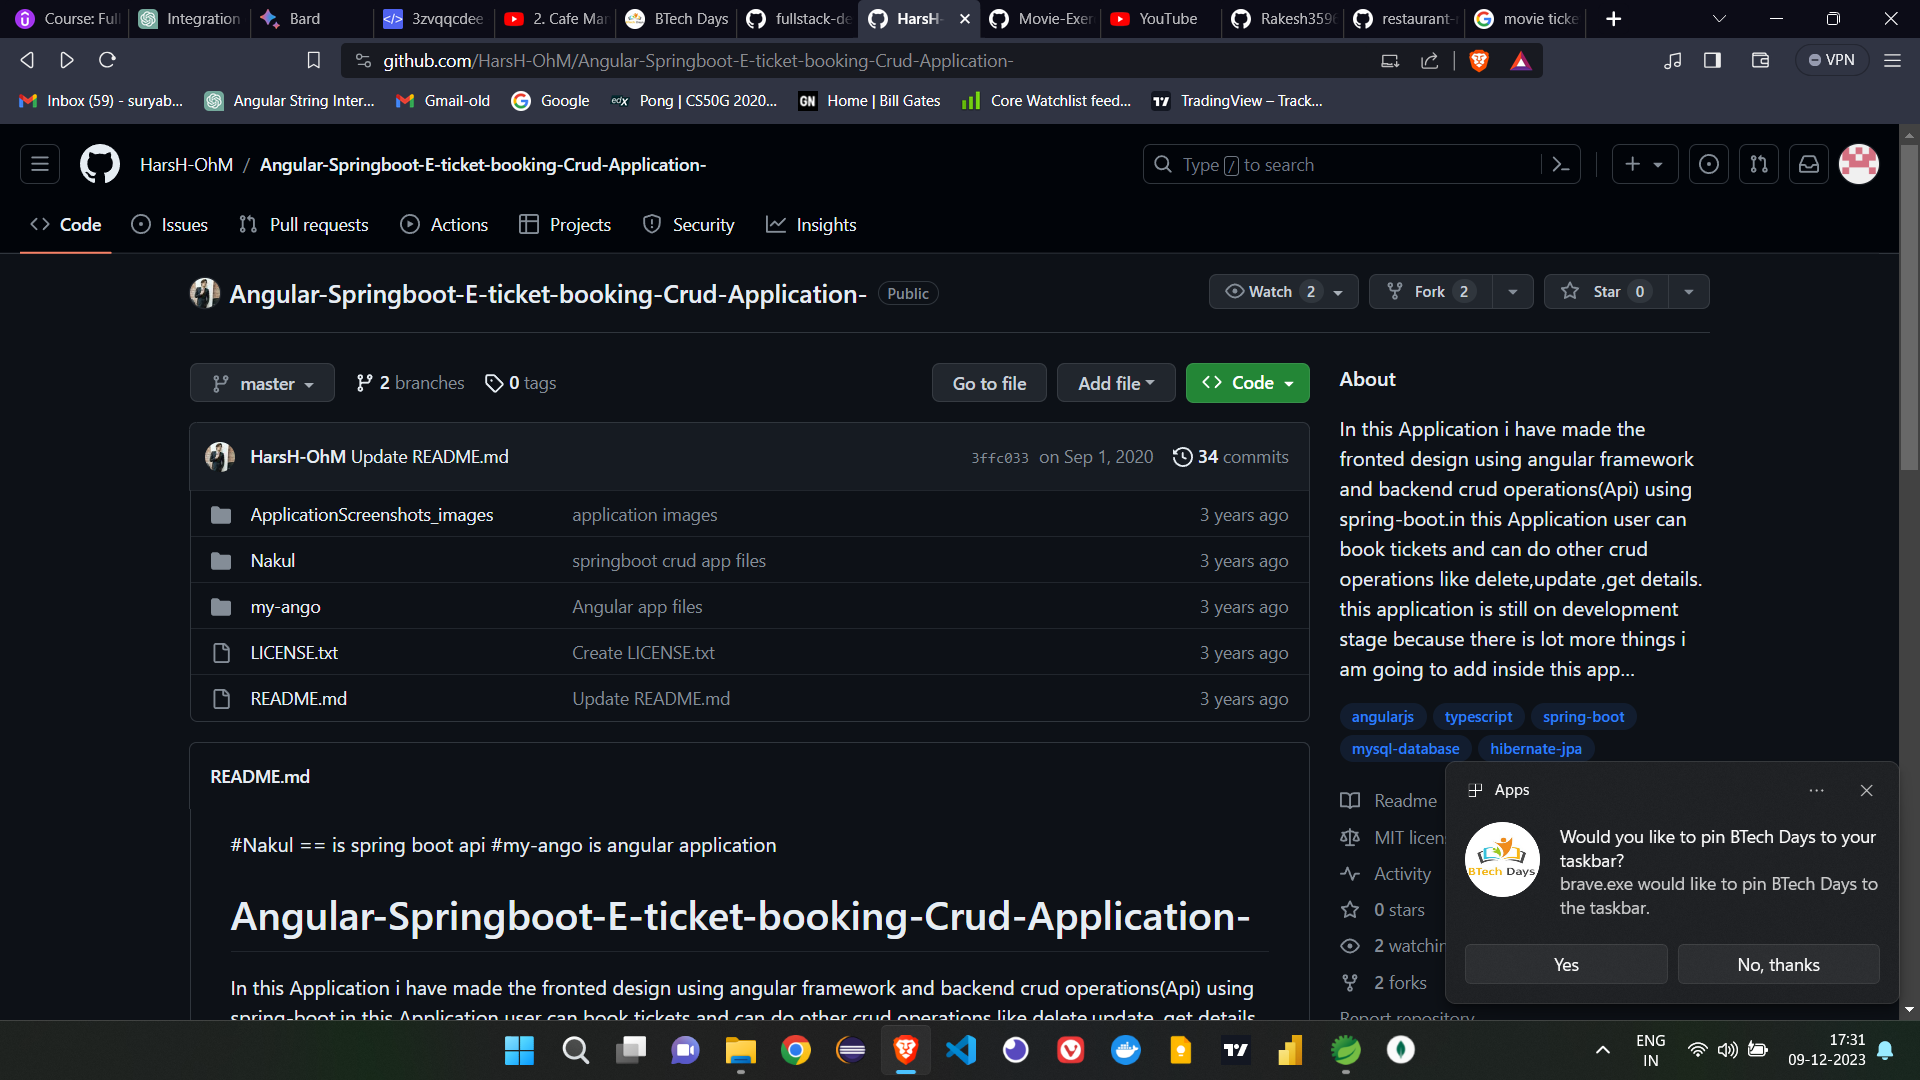 Course: Full
Integration
Bard
3zvqqcdee
2. Cafe Man
BTech Days
fullstack-de
HarsH-
Movie-Exer
YouTube
Rakesh3596
restaurant-
movie ticke
github.com/HarsH-OhM/Angular-Springboot-E-ticket-booking-Crud-Application-
VPN
Inbox (59) - suryab...
Angular String Inter...
Gmail-old
Google
edX
Pong | CS50G 2020...
GN
Home | Bill Gates
Core Watchlist feed...
TradingView – Track...
HarsH-OhM / Angular-Springboot-E-ticket-booking-Crud-Application-
Type / to search
Code
Issues
Pull requests
Actions
Projects
Security
Insights
Angular-Springboot-E-ticket-booking-Crud-Application-
Public
Watch 2
Fork 2
Star 0
master
2 branches
0 tags
Go to file
Add file
Code
HarsH-OhM Update README.md
3ffc033 on Sep 1, 2020
34 commits
ApplicationScreenshots_images application images 3 years ago
Nakul springboot crud app files 3 years ago
my-ango Angular app files 3 years ago
LICENSE.txt Create LICENSE.txt 3 years ago
README.md Update README.md 3 years ago
README.md
#Nakul == is spring boot api #my-ango is angular application
Angular-Springboot-E-ticket-booking-Crud-Application-
In this Application i have made the fronted design using angular framework and backend crud operations(Api) using
spring-boot.in this Application user can book tickets and can do other crud operations like delete,update ,get details.
About
In this Application i have made the
fronted design using angular framework
and backend crud operations(Api) using
spring-boot.in this Application user can
book tickets and can do other crud
operations like delete,update ,get details.
this application is still on development
stage because there is lot more things i
am going to add inside this app...
angularjs
typescript
spring-boot
mysql-database
hibernate-jpa
Readme
MIT licen
Activity
0 stars
2 watchin
2 forks
Report repository
Apps
BTech Days
Would you like to pin BTech Days to your
taskbar?
brave.exe would like to pin BTech Days to
the taskbar.
Yes
No, thanks
ENG
IN
17:31
09-12-2023